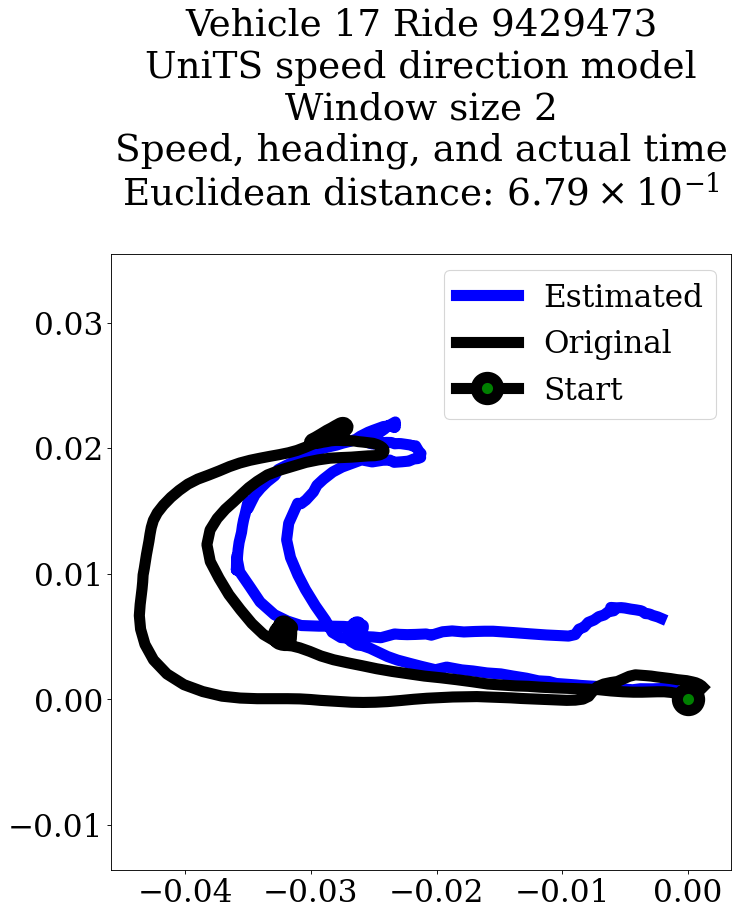 Vehicle 17 Ride 9429473
UniTS speed direction model
Window size 2
Speed, heading, and actual time
Euclidean distance: 6.79 × 10⁻¹
Estimated
Original
Start
0.03
0.02
0.01
0.00
−0.01
−0.04 −0.03 −0.02 −0.01 0.00